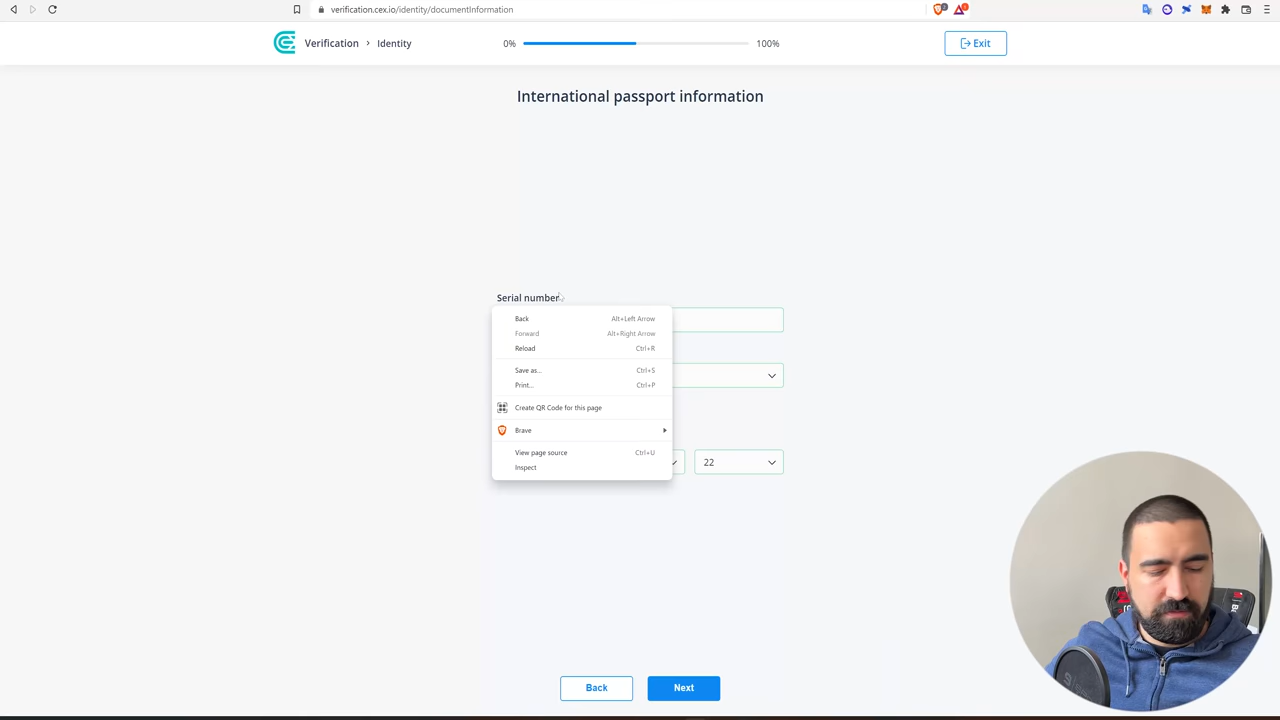 verification.cex.io/identity/documentInformation
Verification > Identity
0%
100%
Exit
International passport information
Serial number
Back Alt+Left Arrow
Forward Alt+Right Arrow
Reload Ctrl+R
Save as... Ctrl+S
Print... Ctrl+P
Create QR Code for this page
Brave
View page source Ctrl+U
Inspect
22
Back
Next